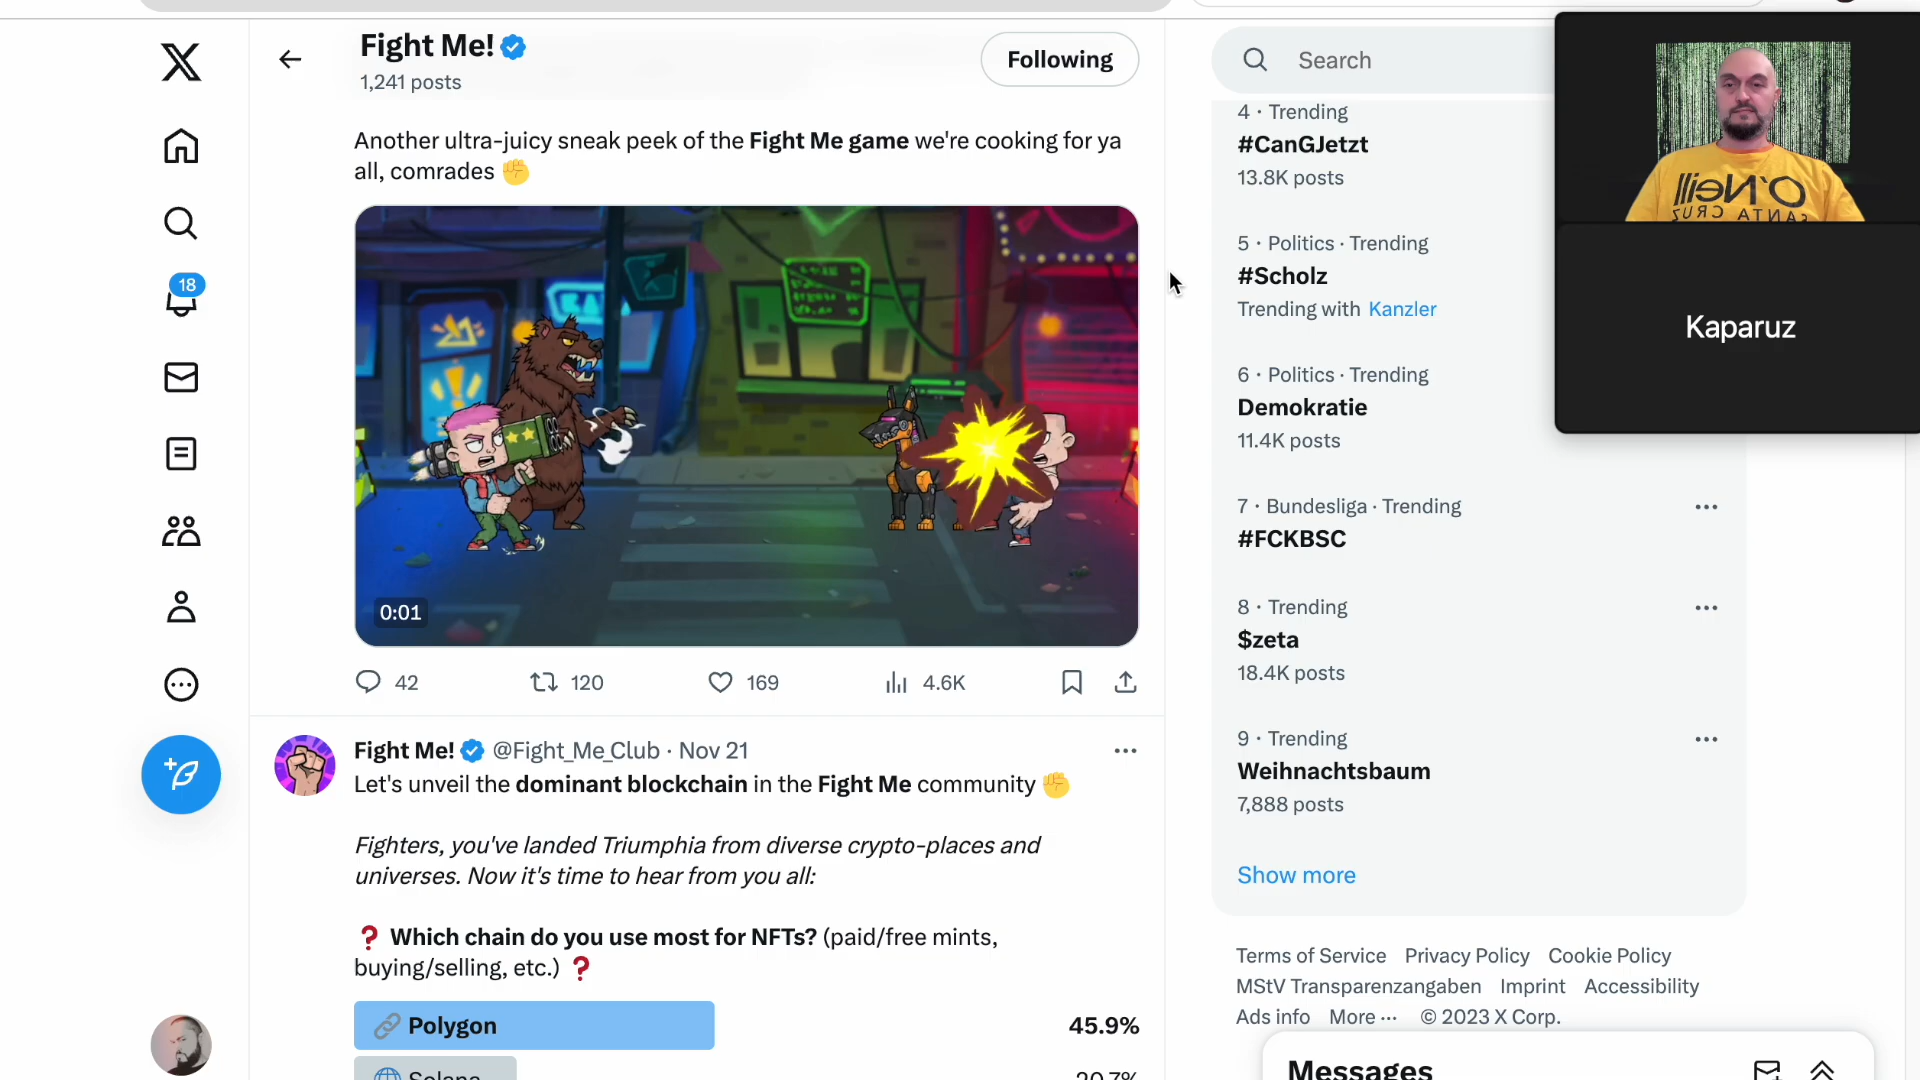 Fight Me!
1,241 posts
Following
Another ultra-juicy sneak peek of the Fight Me game we're cooking for ya
all, comrades ✊
0:01
42
120
169
4.6K
Fight Me! @Fight_Me_Club · Nov 21
Let's unveil the dominant blockchain in the Fight Me community ✊
Fighters, you've landed Triumphia from diverse crypto-places and
universes. Now it's time to hear from you all:
❓ Which chain do you use most for NFTs? (paid/free mints,
buying/selling, etc.) ❓
Polygon
45.9%
Solana
20.7%
18
Search
4 · Trending
#CanGJetzt
13.8K posts
5 · Politics · Trending
#Scholz
Trending with Kanzler
6 · Politics · Trending
Demokratie
11.4K posts
7 · Bundesliga · Trending
#FCKBSC
8 · Trending
$zeta
18.4K posts
9 · Trending
Weihnachtsbaum
7,888 posts
Show more
Terms of Service Privacy Policy Cookie Policy
MStV Transparenzangaben Imprint Accessibility
Ads info More ··· © 2023 X Corp.
Messages
O'Neill
SANTA CRUZ
Kaparuz